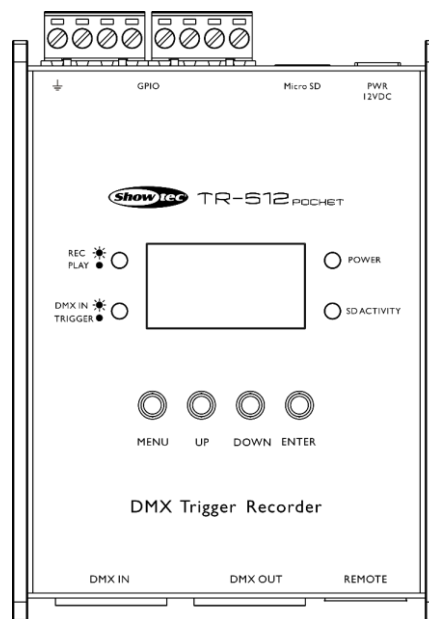 GPIO
Micro SD
PWR
12VDC
Showtec TR-512 POCKET
REC
PLAY
POWER
DMX IN
TRIGGER
SD ACTIVITY
MENU UP DOWN ENTER
DMX Trigger Recorder
DMX IN DMX OUT REMOTE